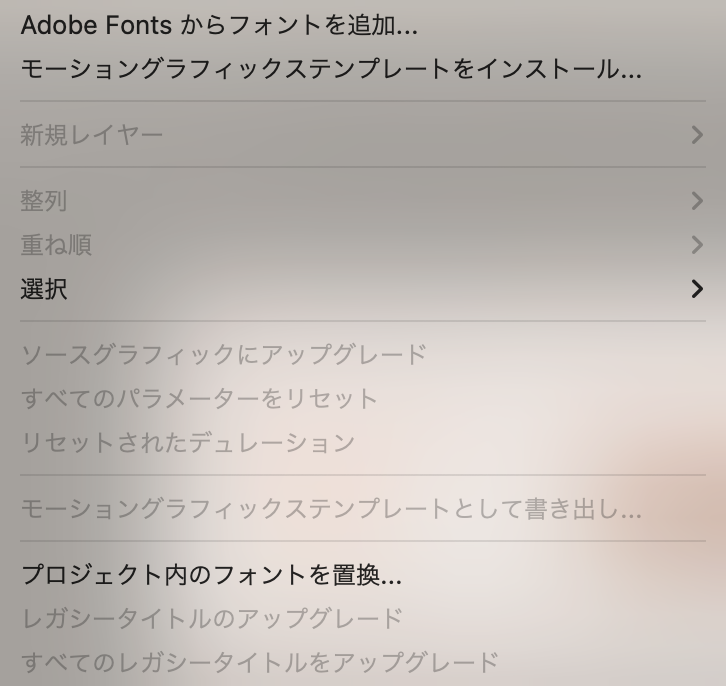 Adobe Fonts からフォントを追加...
モーショングラフィックステンプレートをインストール...
新規レイヤー
整列
重ね順
選択
ソースグラフィックにアップグレード
すべてのパラメーターをリセット
リセットされたデュレーション
モーショングラフィックステンプレートとして書き出し...
プロジェクト内のフォントを置換...
レガシータイトルのアップグレード
すべてのレガシータイトルをアップグレード